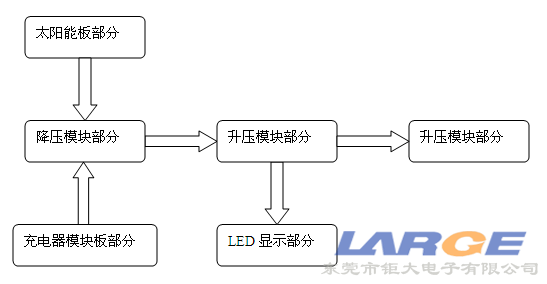 太阳能板部分
降压模块部分
升压模块部分
升压模块部分
充电器模块板部分
LED 显示部分
LARGE
东莞市钜大电子有限公司